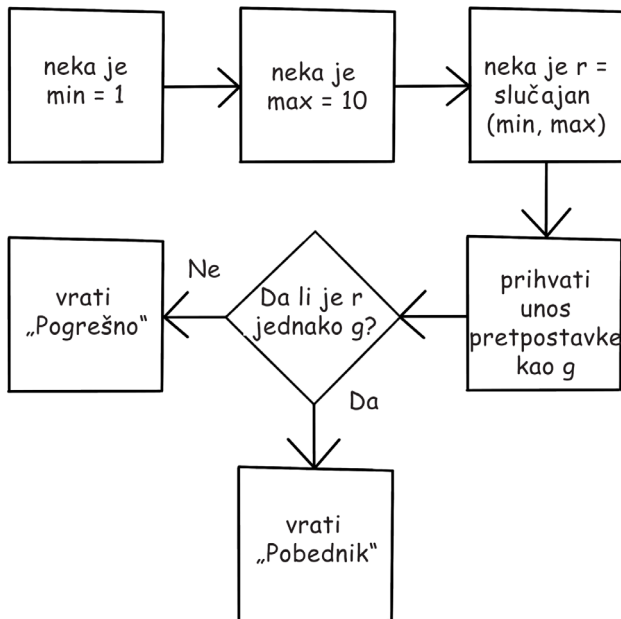 neka je
min = 1
neka je
max = 10
neka je r =
slučajan
(min, max)
prihvati
unos
pretpostavke
kao g
Da li je r
jednako g?
Ne
vrati
„Pogrešno“
Da
vrati
„Pobednik“